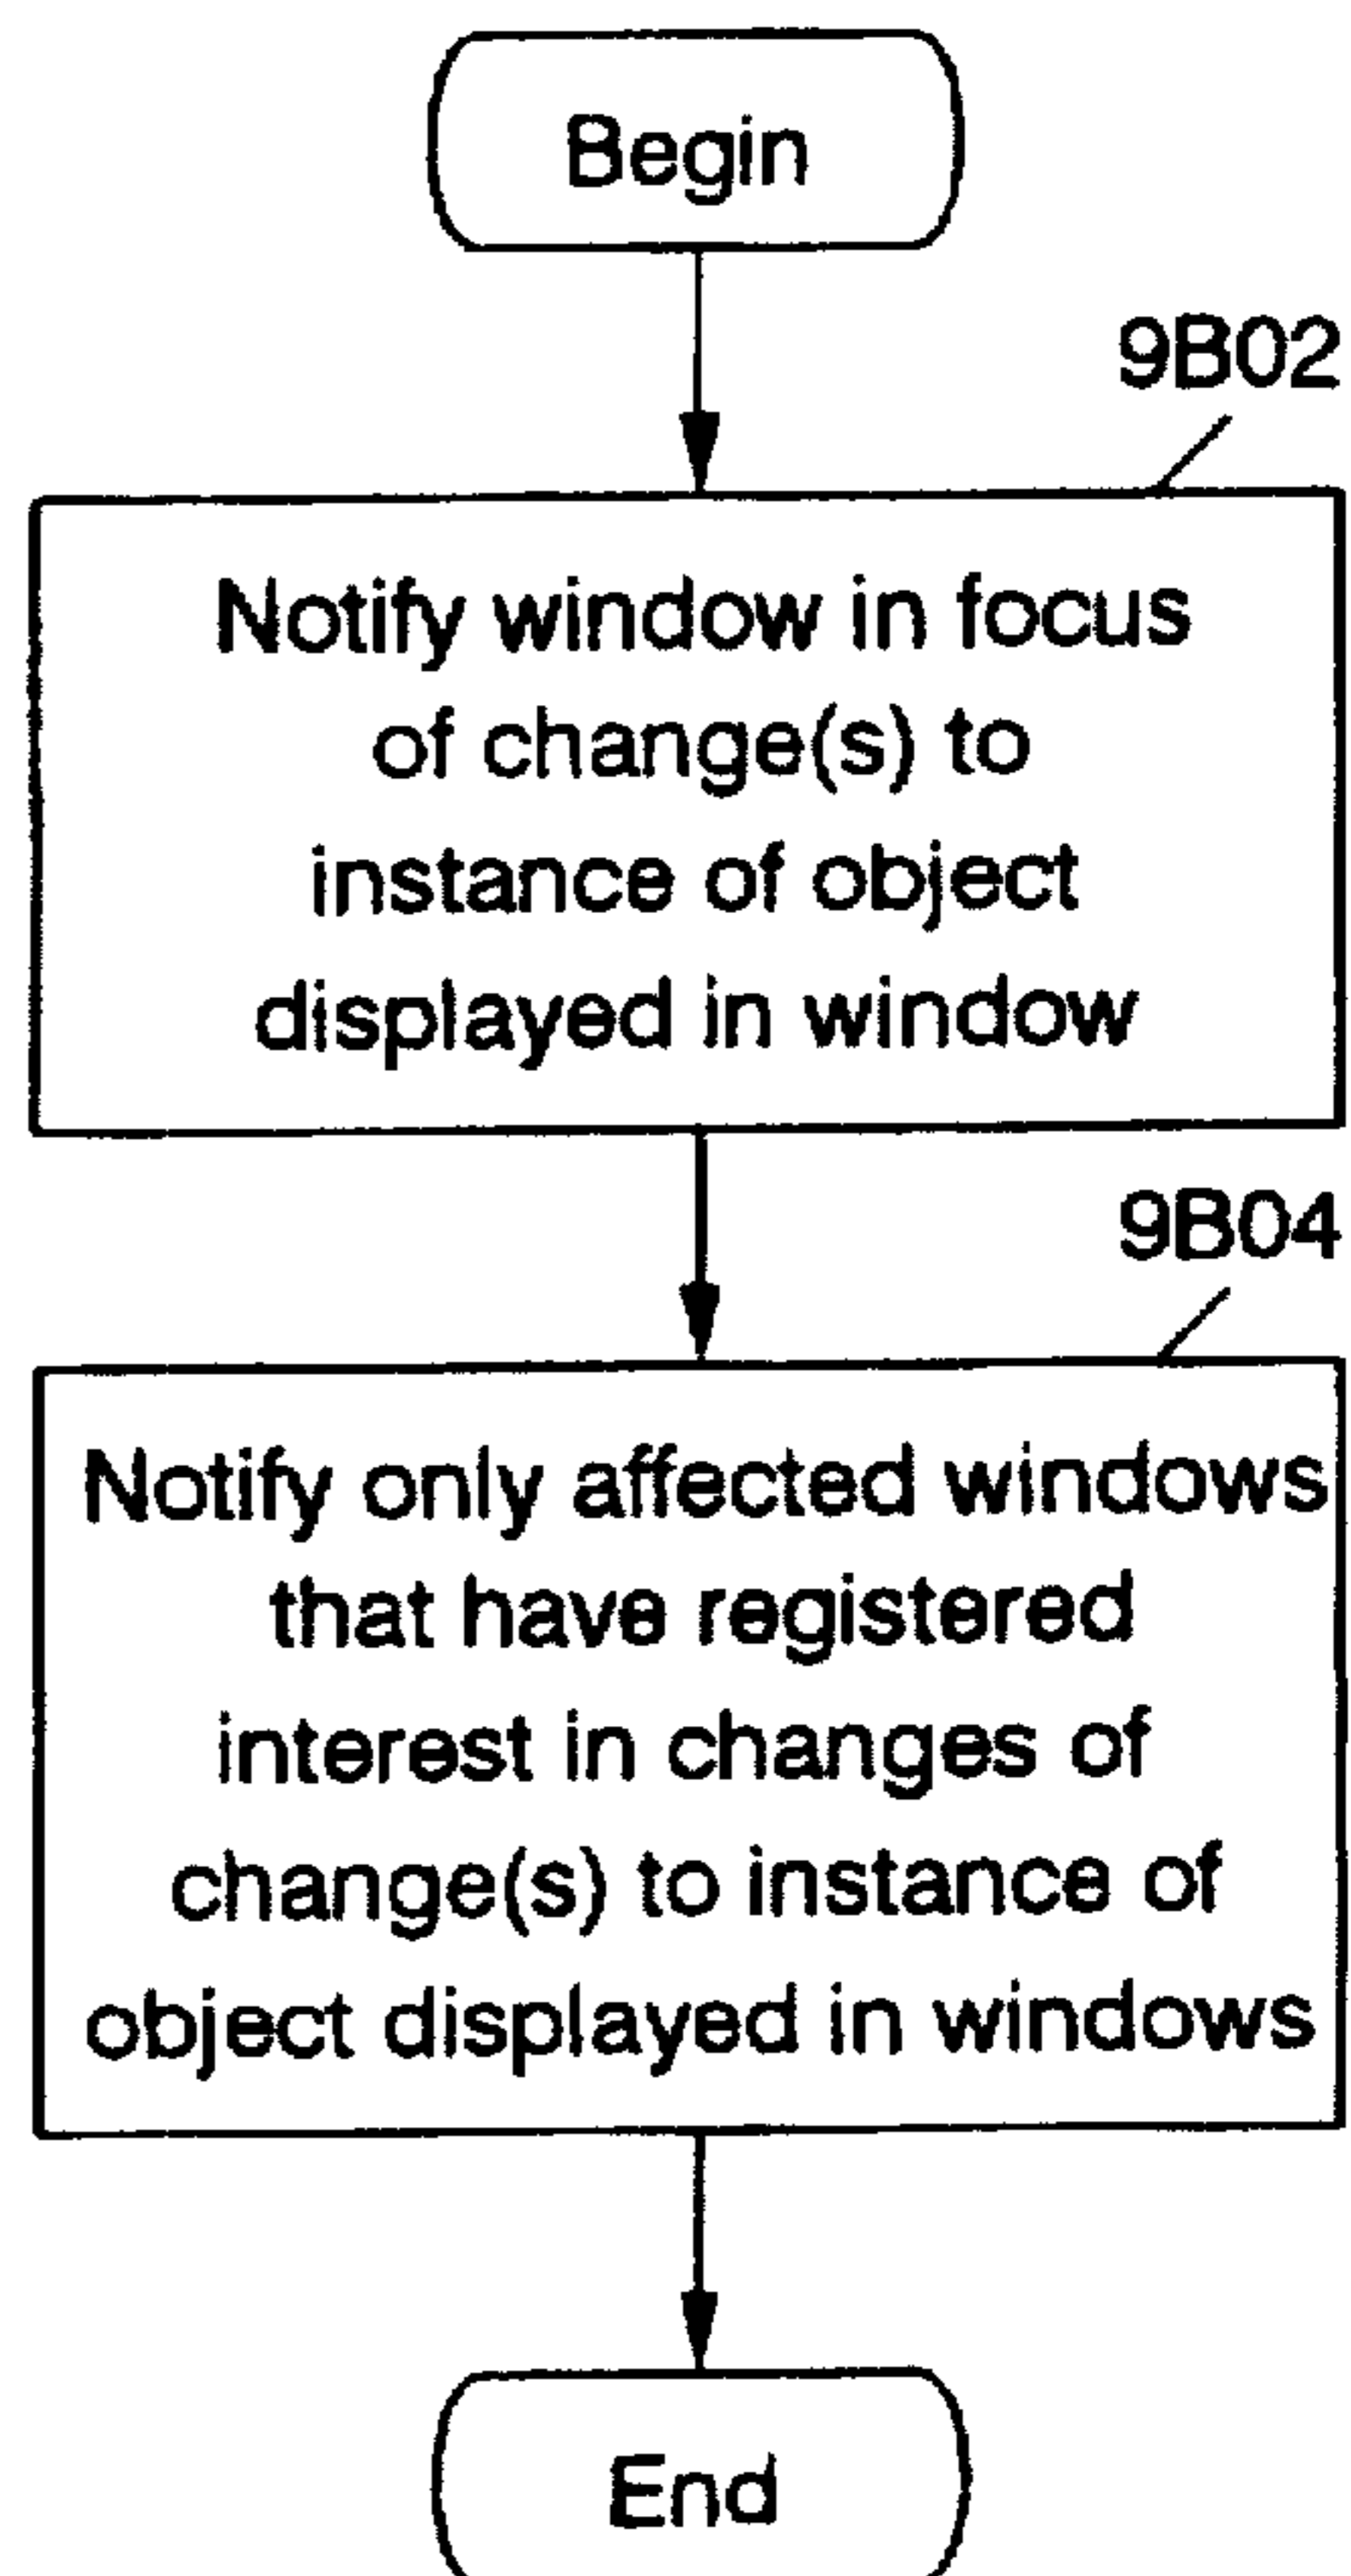 Begin
9B02
Notify window in focus
of change(s) to
instance of object
displayed in window
9B04
Notify only affected windows
that have registered
interest in changes of
change(s) to instance of
object displayed in windows
End